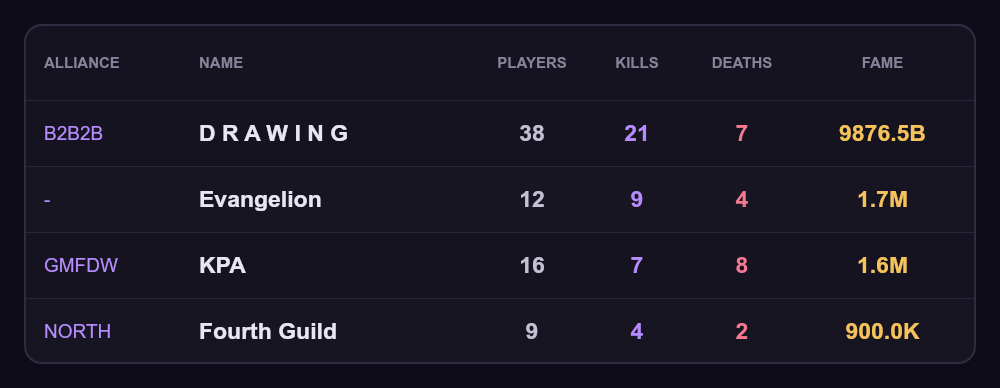 ALLIANCE NAME PLAYERS KILLS DEATHS FAME
B2B2B D R A W I N G 38 21 7 9876.5B
- Evangelion 12 9 4 1.7M
GMFDW KPA 16 7 8 1.6M
NORTH Fourth Guild 9 4 2 900.0K